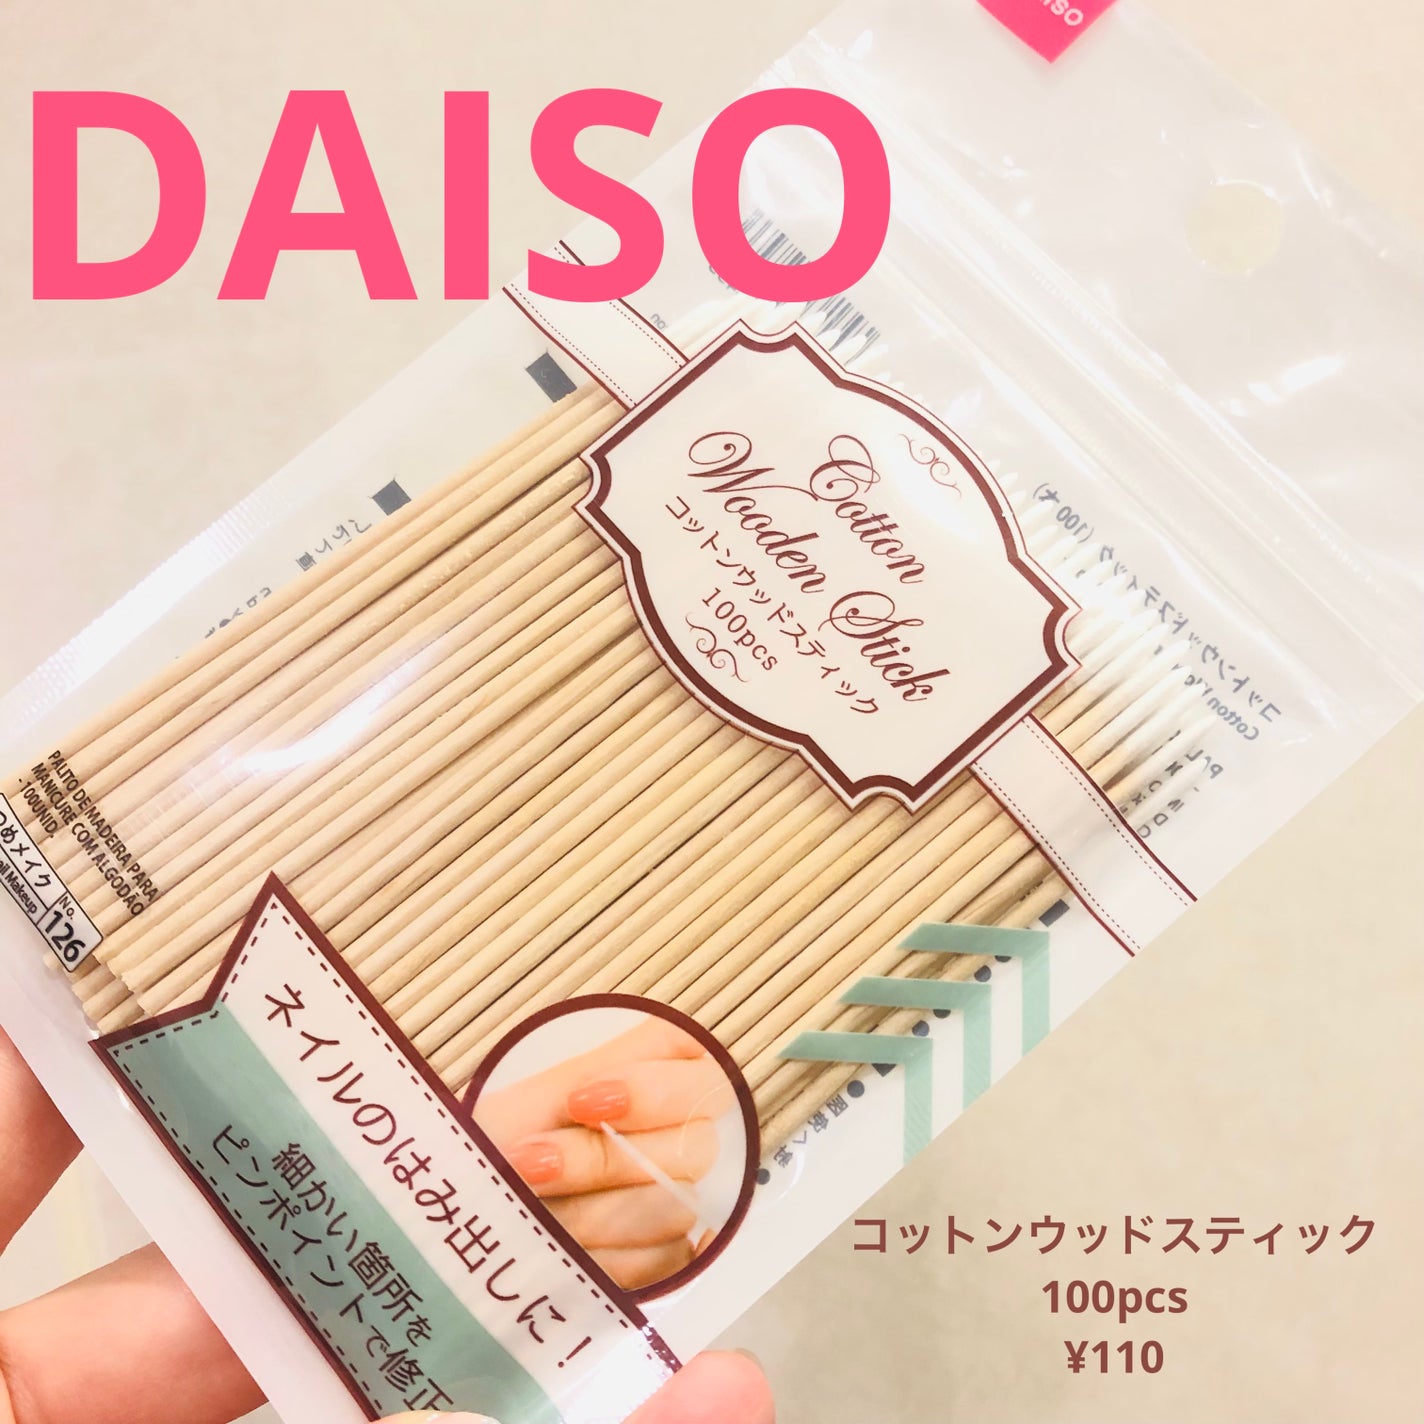 DAISO
Cotton
Wooden Stick
コットンウッドスティック
100pcs
PALITO DE MADEIRA PARA
MANICURE COM ALGODÃO
-100UNID.
つめメイク
Nail Makeup
No.
126
ネイルのはみ出しに！
細かい箇所を
ピンポイントで修正
コットンウッドスティック
100pcs
¥110